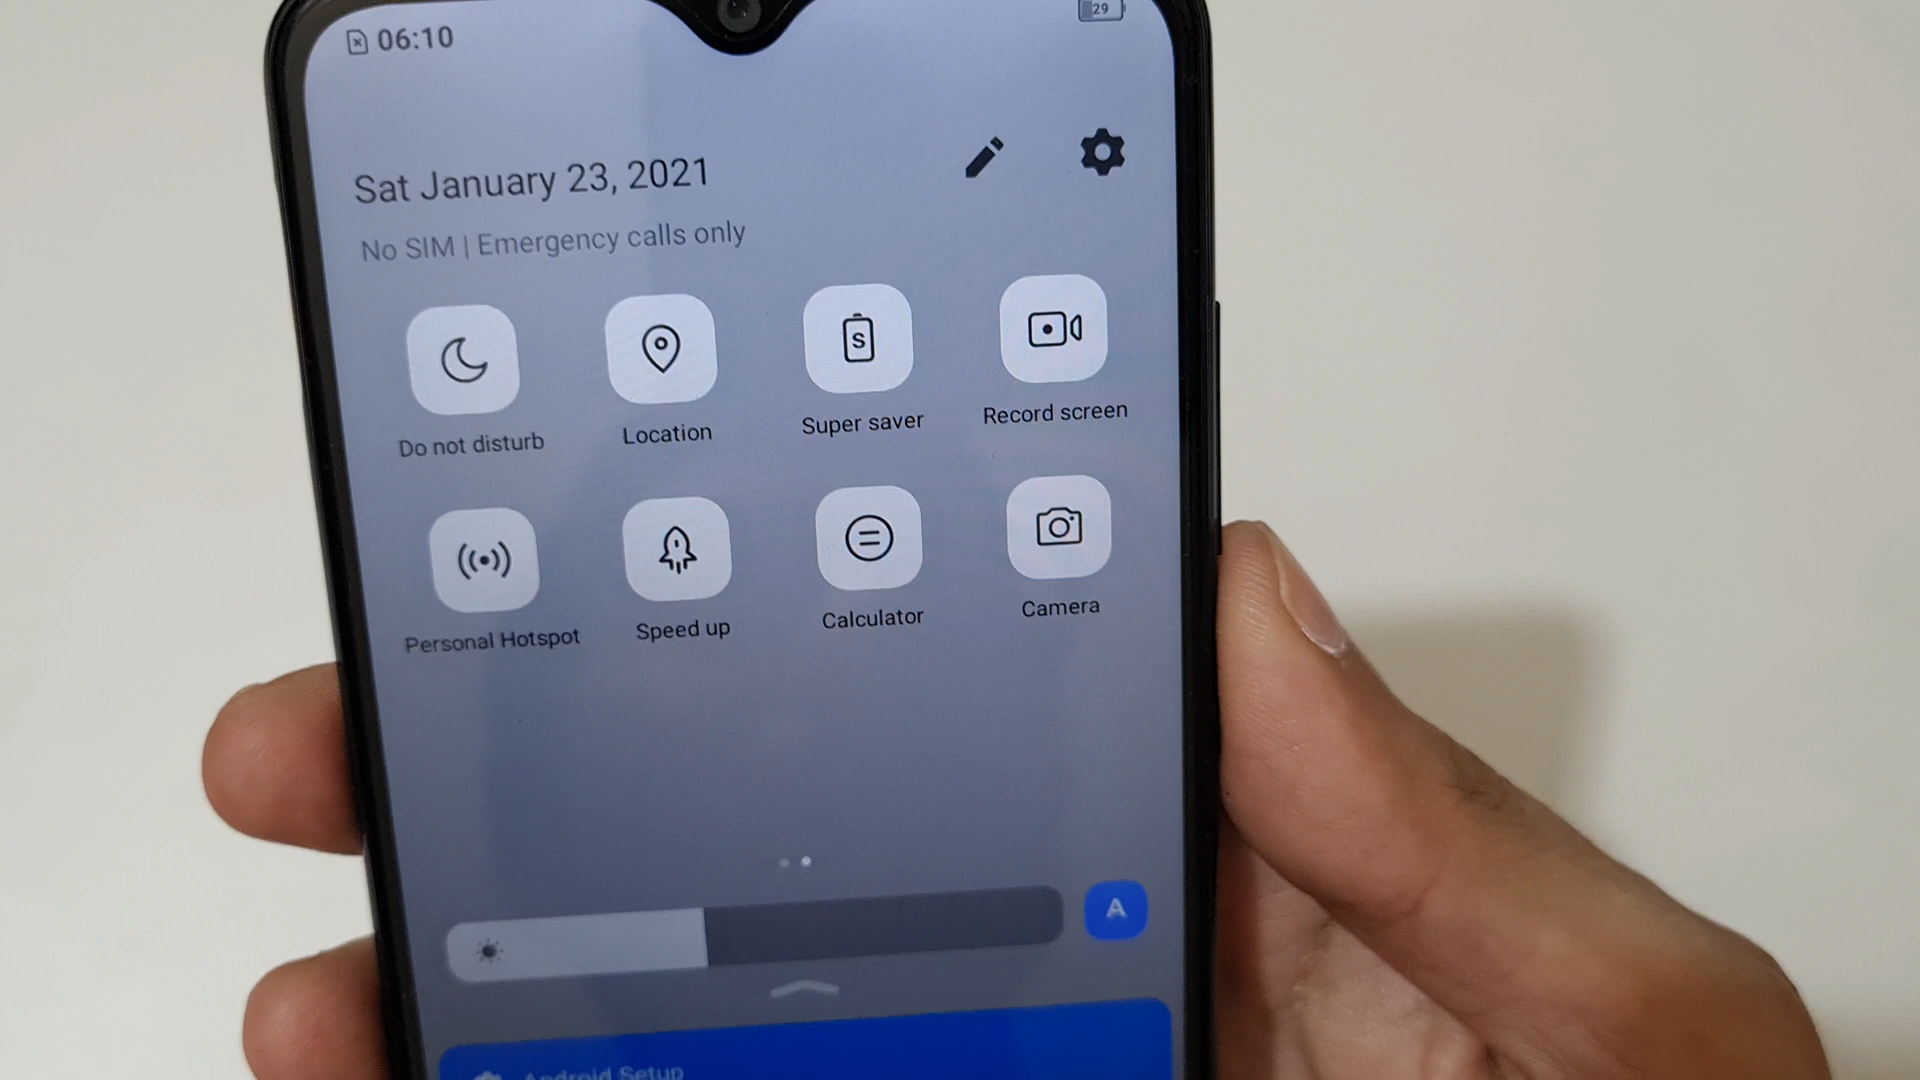 06:10
29
Sat January 23, 2021
No SIM | Emergency calls only
S
Do not disturb
Location
Super saver
Record screen
Personal Hotspot
Speed up
Calculator
Camera
A
Android Setup